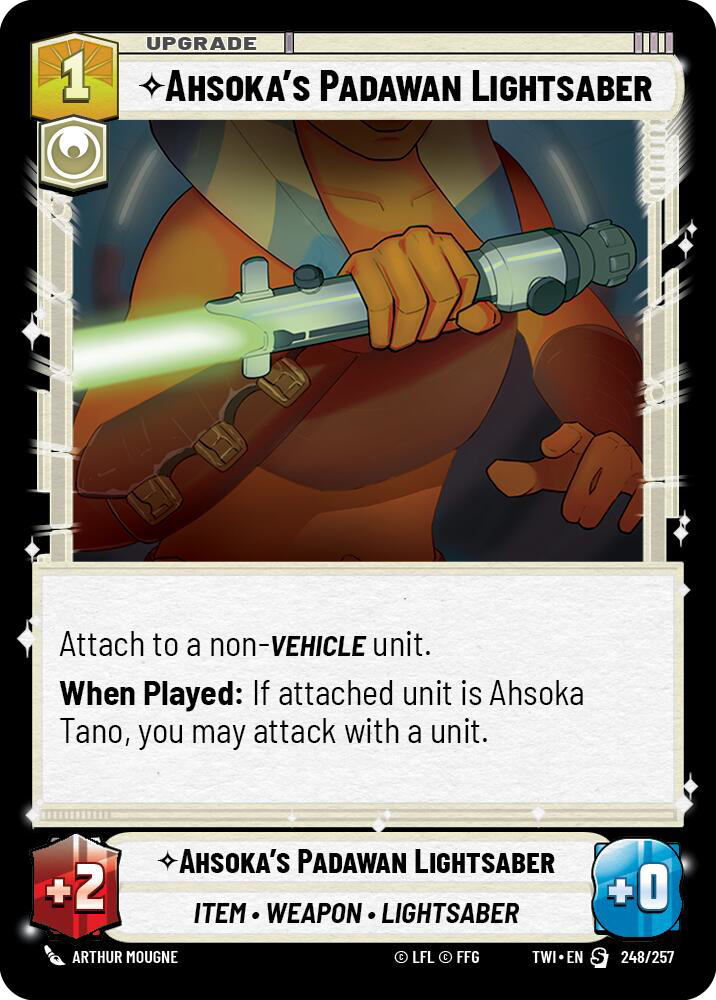 UPGRADE
1
✧AHSOKA'S PADAWAN LIGHTSABER
Attach to a non-VEHICLE unit.
When Played: If attached unit is Ahsoka
Tano, you may attack with a unit.
✧AHSOKA'S PADAWAN LIGHTSABER
+2
+0
ITEM • WEAPON • LIGHTSABER
ARTHUR MOUGNE
© LFL © FFG
TWI • EN
248/257